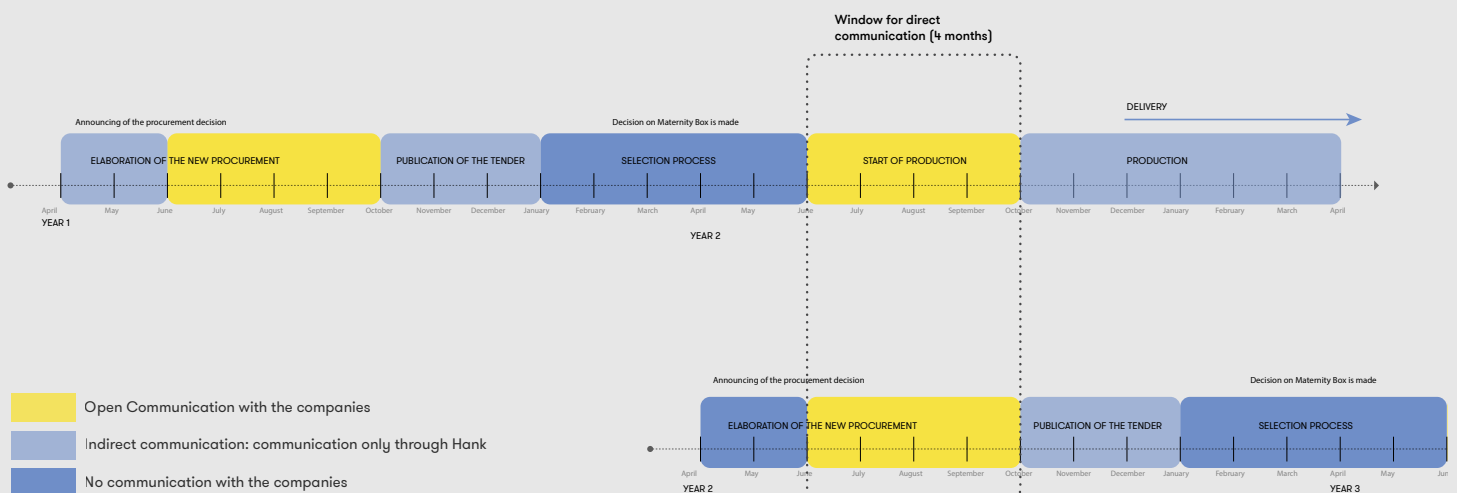 Window for direct
communication (4 months)
DELIVERY
Announcing of the procurement decision
Decision on Maternity Box is made
ELABORATION OF THE NEW PROCUREMENT
PUBLICATION OF THE TENDER
SELECTION PROCESS
START OF PRODUCTION
PRODUCTION
April May June July August September October November December January February March April May June July August September October November December January February March April
YEAR 1
YEAR 2
Announcing of the procurement decision
Decision on Maternity Box is made
ELABORATION OF THE NEW PROCUREMENT
PUBLICATION OF THE TENDER
SELECTION PROCESS
April May June July August September October November December January February March April May Jun
YEAR 2
YEAR 3
Open Communication with the companies
Indirect communication: communication only through Hank
No communication with the companies